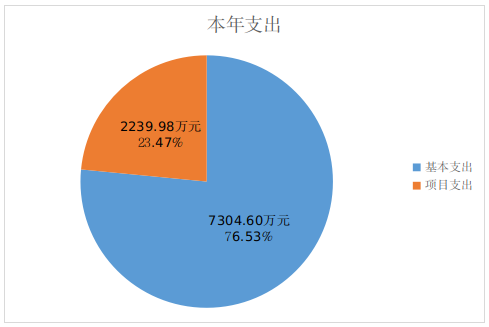 本年支出
2239.98万元
23.47%
7304.60万元
76.53%
基本支出
项目支出